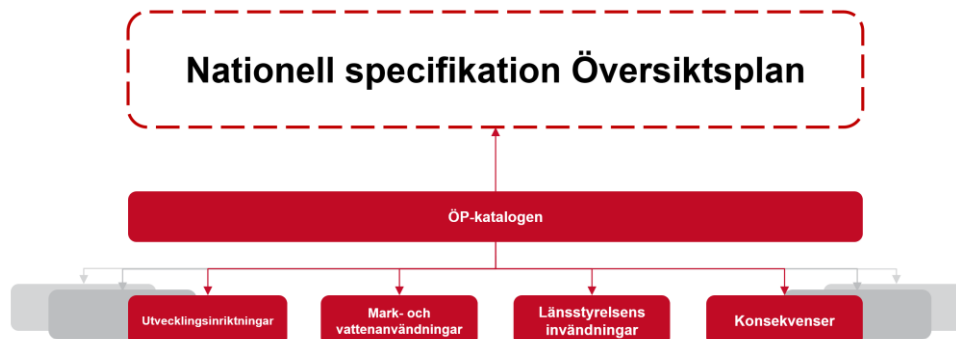 Nationell specifikation Översiktsplan
ÖP-katalogen
Utvecklingsinriktningar
Mark- och
vattenanvändningar
Länsstyrelsens
invändningar
Konsekvenser